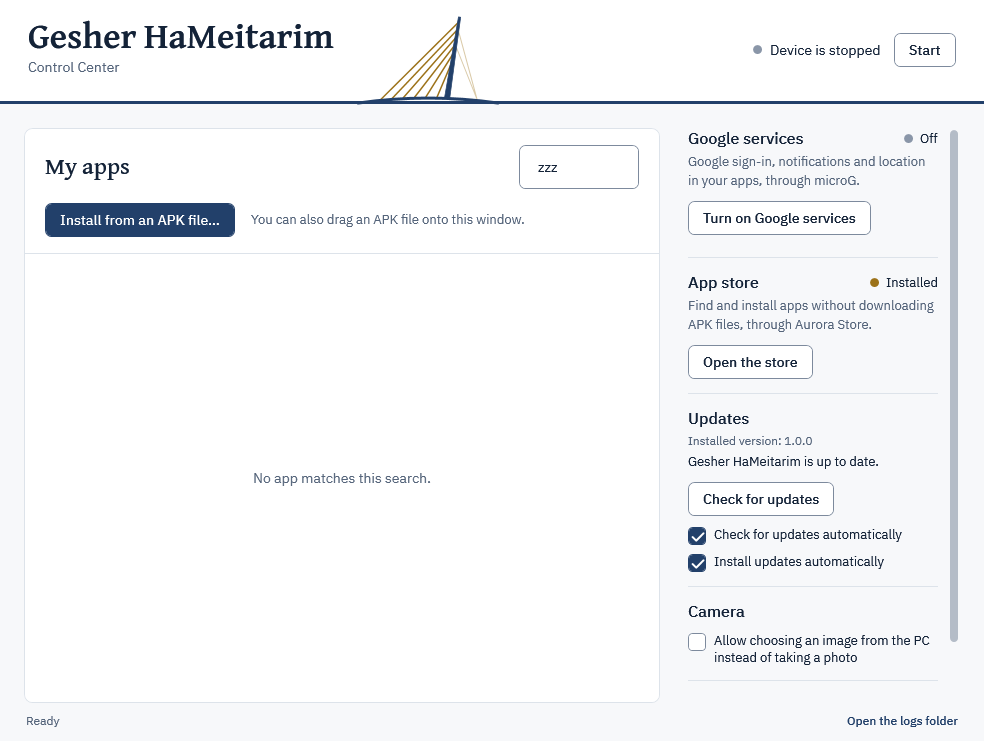 Gesher HaMeitarim
Control Center
Device is stopped
Start
My apps
zzz
Install from an APK file...
You can also drag an APK file onto this window.
No app matches this search.
Google services
Off
Google sign-in, notifications and location
in your apps, through microG.
Turn on Google services
App store
Installed
Find and install apps without downloading
APK files, through Aurora Store.
Open the store
Updates
Installed version: 1.0.0
Gesher HaMeitarim is up to date.
Check for updates
Check for updates automatically
Install updates automatically
Camera
Allow choosing an image from the PC
instead of taking a photo
Ready
Open the logs folder